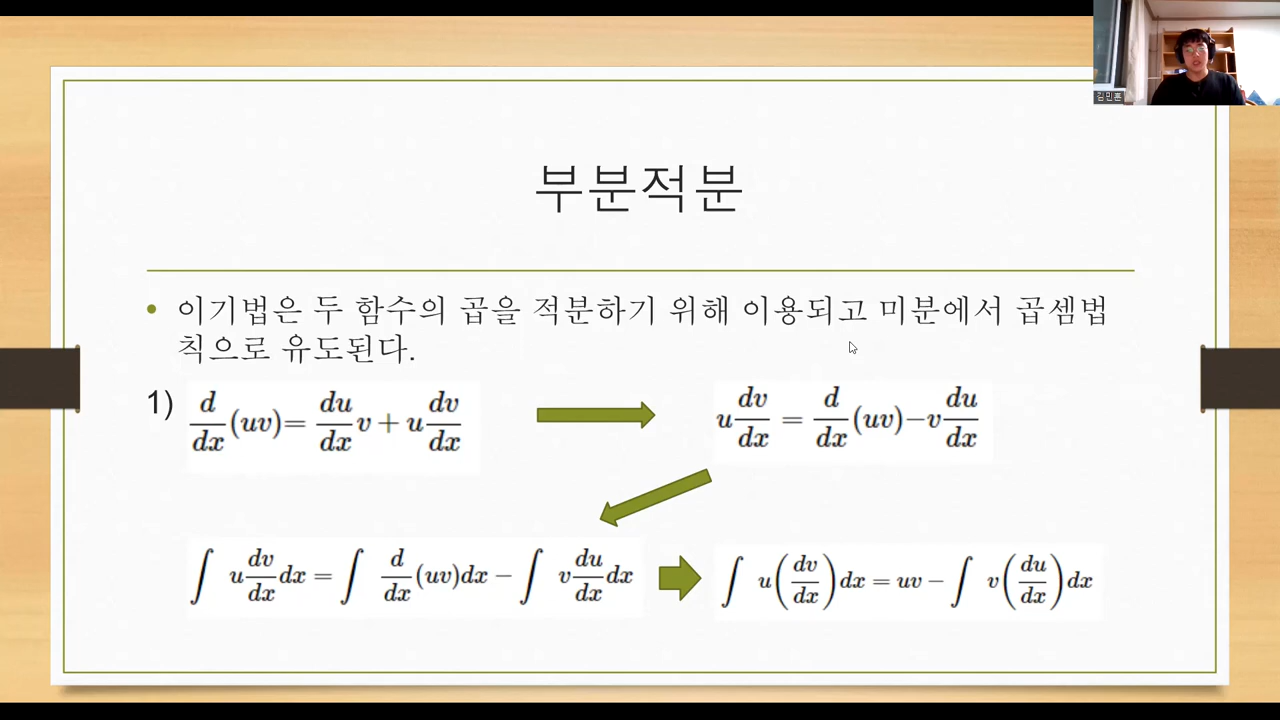 김민훈
부분적분
• 이기법은 두 함수의 곱을 적분하기 위해 이용되고 미분에서 곱셈법
칙으로 유도된다.
1) d/dx (uv)= du/dx v + u dv/dx
u dv/dx = d/dx (uv)− v du/dx
∫ u dv/dx dx = ∫ d/dx (uv)dx − ∫ v du/dx dx
∫ u(dv/dx)dx = uv − ∫ v(du/dx)dx